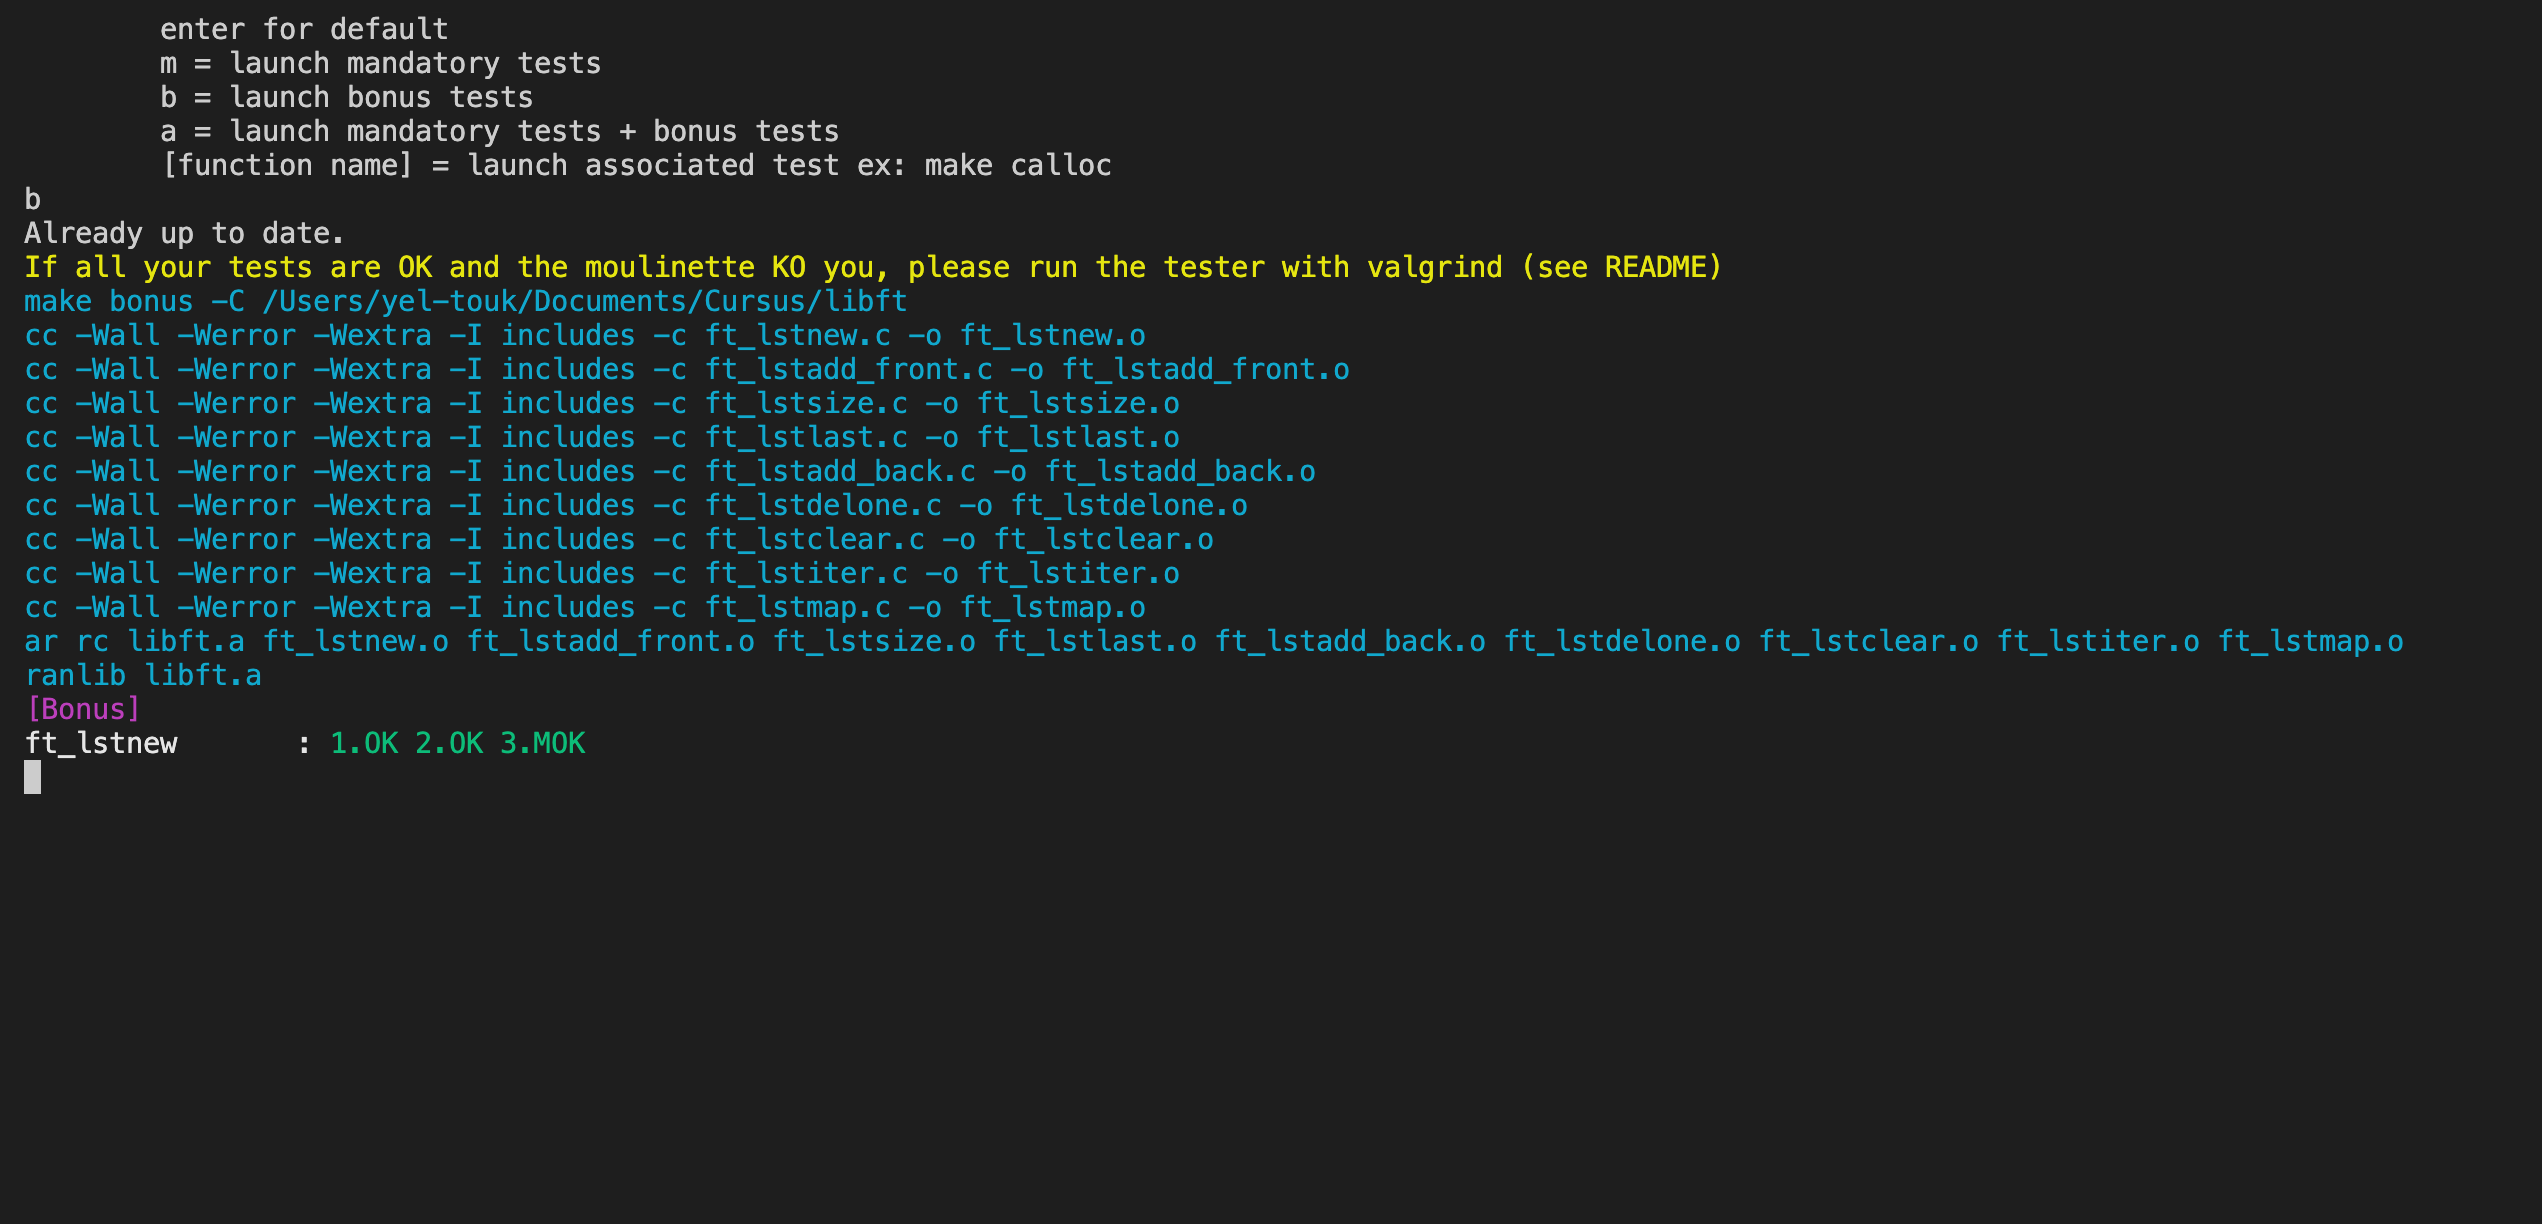 enter for default
m = launch mandatory tests
b = launch bonus tests
a = launch mandatory tests + bonus tests
[function name] = launch associated test ex: make calloc
b
Already up to date.
If all your tests are OK and the moulinette KO you, please run the tester with valgrind (see README)
make bonus -C /Users/yel-touk/Documents/Cursus/libft
cc -Wall -Werror -Wextra -I includes -c ft_lstnew.c -o ft_lstnew.o
cc -Wall -Werror -Wextra -I includes -c ft_lstadd_front.c -o ft_lstadd_front.o
cc -Wall -Werror -Wextra -I includes -c ft_lstsize.c -o ft_lstsize.o
cc -Wall -Werror -Wextra -I includes -c ft_lstlast.c -o ft_lstlast.o
cc -Wall -Werror -Wextra -I includes -c ft_lstadd_back.c -o ft_lstadd_back.o
cc -Wall -Werror -Wextra -I includes -c ft_lstdelone.c -o ft_lstdelone.o
cc -Wall -Werror -Wextra -I includes -c ft_lstclear.c -o ft_lstclear.o
cc -Wall -Werror -Wextra -I includes -c ft_lstiter.c -o ft_lstiter.o
cc -Wall -Werror -Wextra -I includes -c ft_lstmap.c -o ft_lstmap.o
ar rc libft.a ft_lstnew.o ft_lstadd_front.o ft_lstsize.o ft_lstlast.o ft_lstadd_back.o ft_lstdelone.o ft_lstclear.o ft_lstiter.o ft_lstmap.o
ranlib libft.a
[Bonus]
ft_lstnew       : 1.OK 2.OK 3.MOK